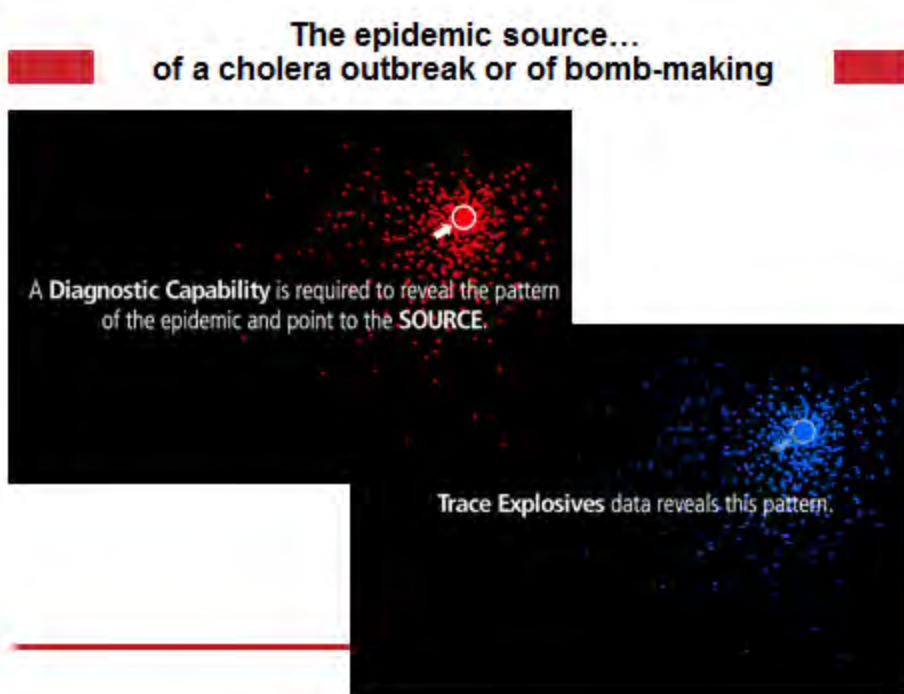 The epidemic source…
of a cholera outbreak or of bomb-making
A Diagnostic Capability is required to reveal the pattern
of the epidemic and point to the SOURCE.
Trace Explosives data reveals this pattern.